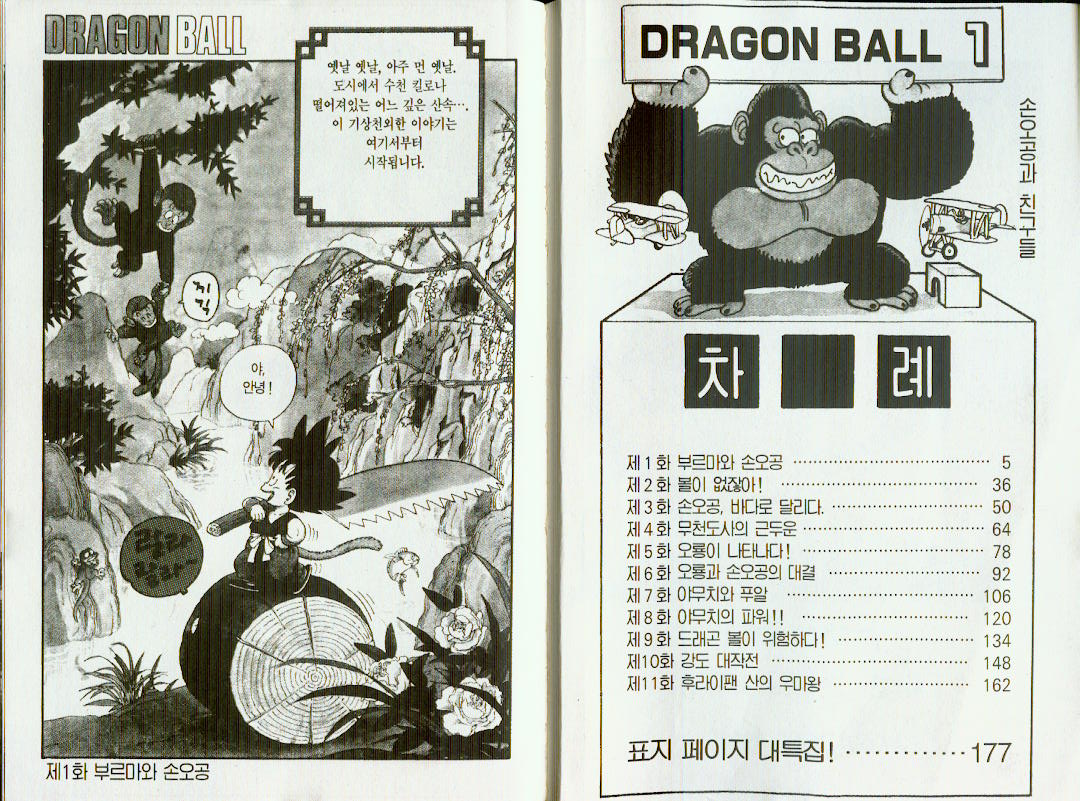 DRAGON BALL
옛날 옛날, 아주 먼 옛날.
도시에서 수천 킬로나
떨어져있는 어느 깊은 산속….
이 기상천외한 이야기는
여기서부터
시작됩니다.
끼
끽
야,
안녕!
랄라
랄라~
제1화 부르마와 손오공
DRAGON BALL 1
손오공과 친구들
차 례
제1화 부르마와 손오공 …………………… 5
제2화 볼이 없잖아! …………………… 36
제3화 손오공, 바다로 달리다. …………………… 50
제4화 무천도사의 근두운 …………………… 64
제5화 오룡이 나타나다! …………………… 78
제6화 오룡과 손오공의 대결 …………………… 92
제7화 야무치와 푸알 …………………… 106
제8화 야무치의 파워!! …………………… 120
제9화 드래곤 볼이 위험하다! …………………… 134
제10화 강도 대작전 …………………… 148
제11화 후라이팬 산의 우마왕 …………………… 162
표지 페이지 대특집! …………… 177